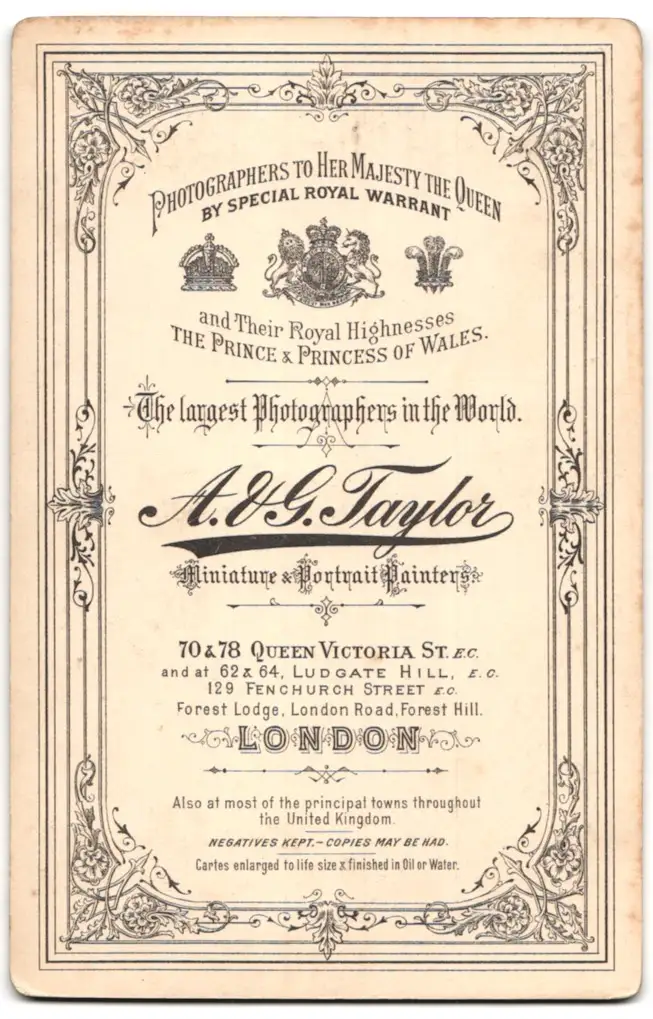 Photographers to Her Majesty the Queen
by Special Royal Warrant
and Their Royal Highnesses
The Prince & Princess of Wales.
The largest Photographers in the World.
A. & G. Taylor
Miniature & Portrait Painters
70 & 78 Queen Victoria St. E.C.
and at 62 & 64, Ludgate Hill, E.C.
129 Fenchurch Street E.C.
Forest Lodge, London Road, Forest Hill.
LONDON
Also at most of the principal towns throughout
the United Kingdom.
NEGATIVES KEPT. – COPIES MAY BE HAD.
Cartes enlarged to life size & finished in Oil or Water.